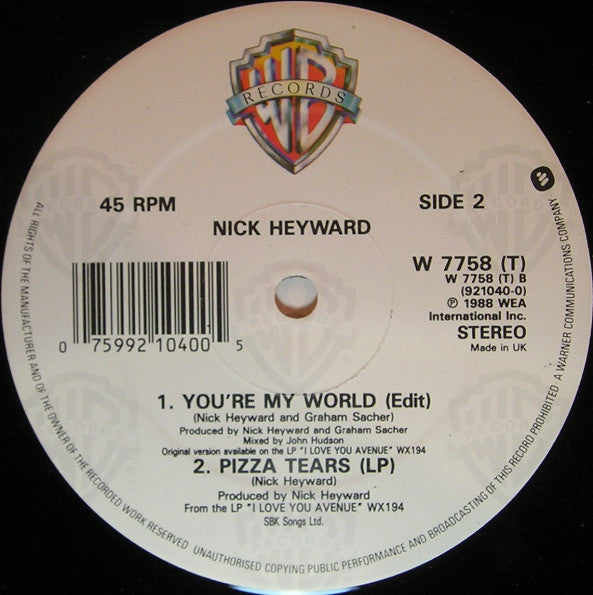 WB
RECORDS
45 RPM
SIDE 2
NICK HEYWARD
W 7758 (T)
W 7758 (T) B
(921040-0)
℗ 1988 WEA
International Inc.
STEREO
Made in UK
0 75992 10400 5
1. YOU'RE MY WORLD (Edit)
(Nick Heyward and Graham Sacher)
Produced by Nick Heyward and Graham Sacher
Mixed by John Hudson
Original version available on the LP "I LOVE YOU AVENUE" WX194
2. PIZZA TEARS (LP)
(Nick Heyward)
Produced by Nick Heyward
From the LP "I LOVE YOU AVENUE" WX194
SBK Songs Ltd.
ALL RIGHTS OF THE MANUFACTURER AND OF THE OWNER OF THE RECORDED WORK RESERVED UNAUTHORISED COPYING PUBLIC PERFORMANCE AND BROADCASTING OF THIS RECORD PROHIBITED A WARNER COMMUNICATIONS COMPANY